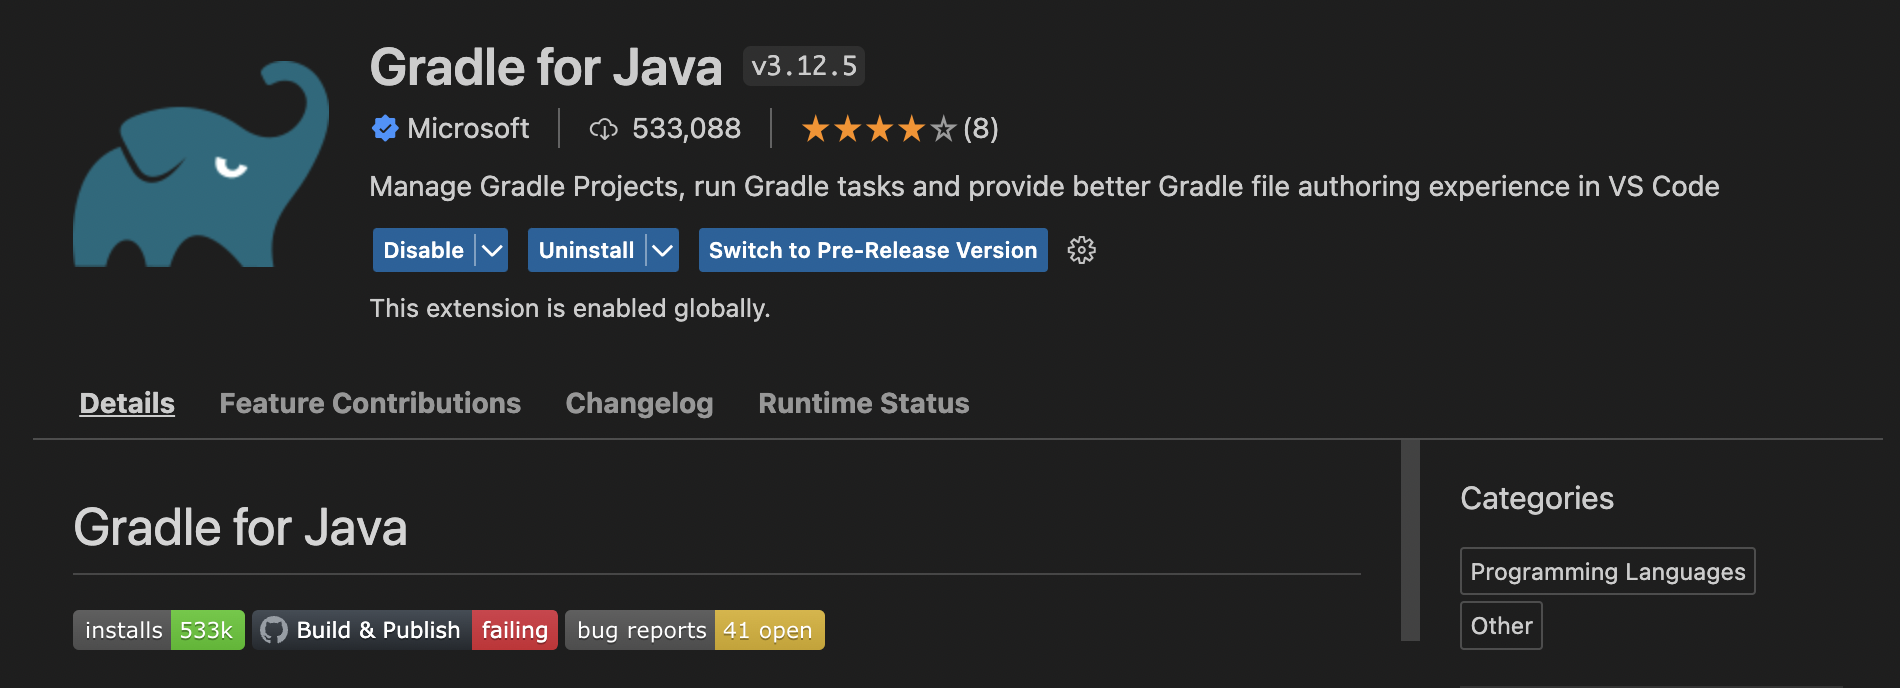 Gradle for Java v3.12.5
Microsoft 533,088 (8)
Manage Gradle Projects, run Gradle tasks and provide better Gradle file authoring experience in VS Code
Disable Uninstall Switch to Pre-Release Version
This extension is enabled globally.
Details Feature Contributions Changelog Runtime Status
Gradle for Java
installs 533k Build & Publish failing bug reports 41 open
Categories
Programming Languages
Other